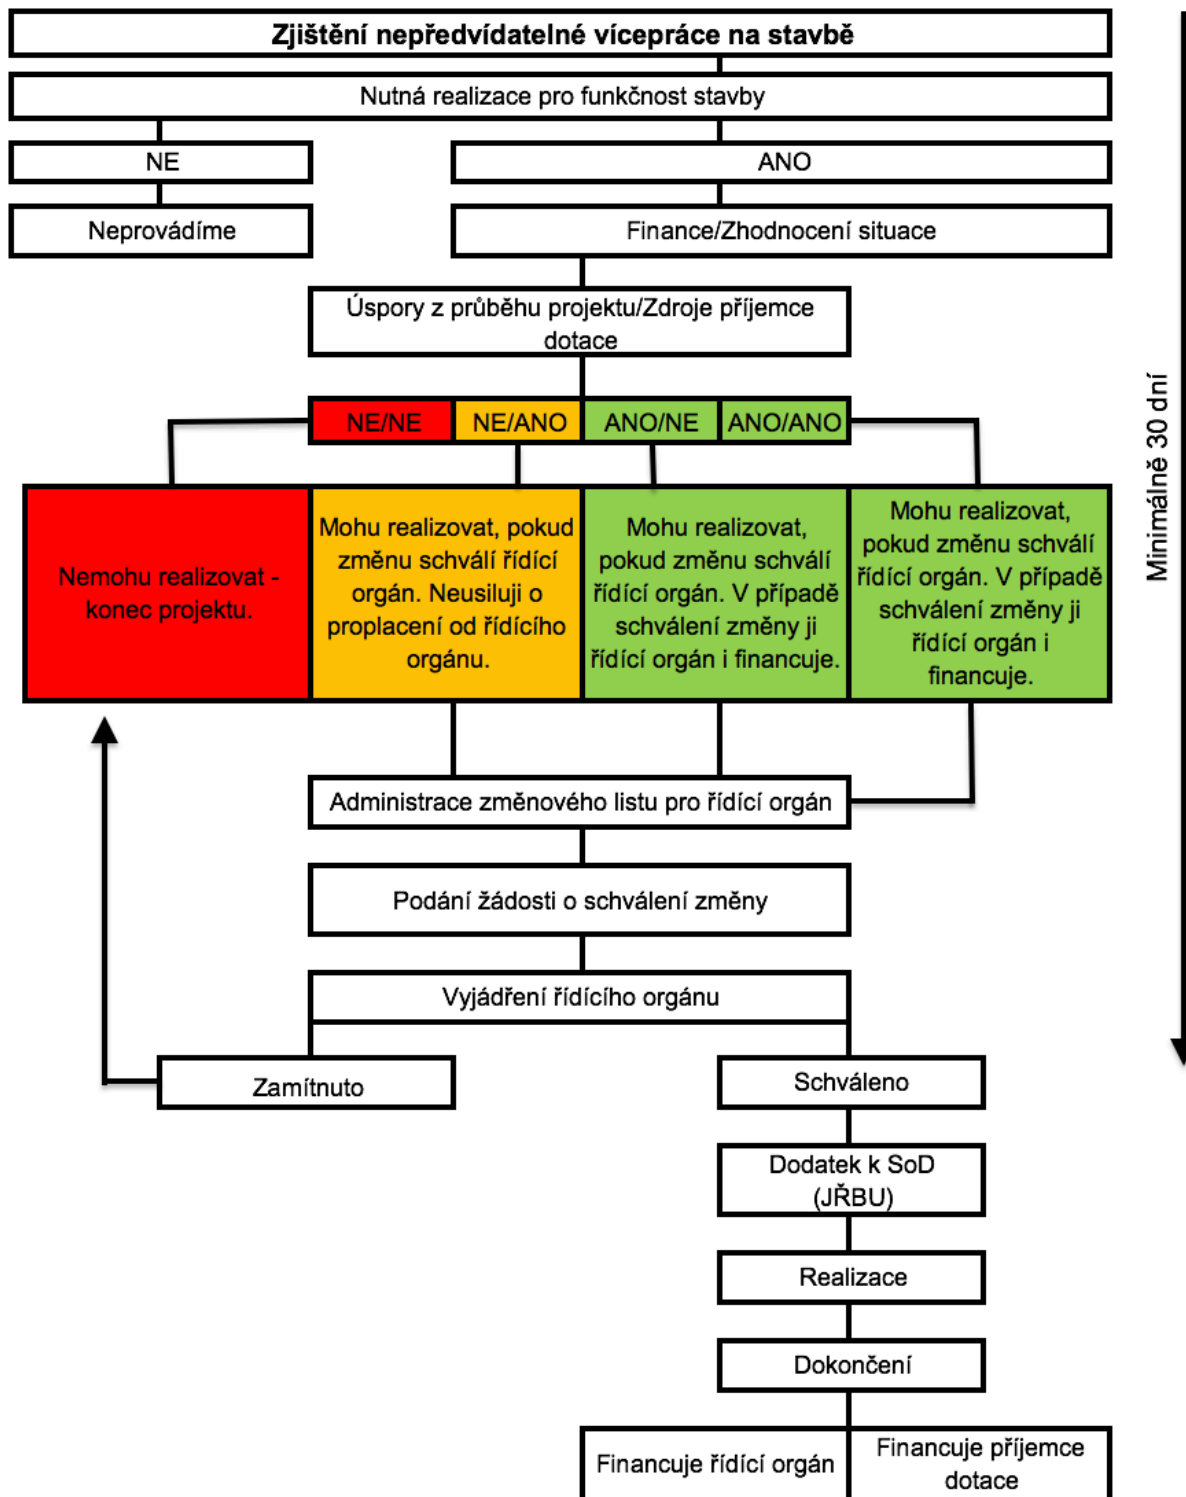 Zjištění nepředvídatelné vícepráce na stavbě
Nutná realizace pro funkčnost stavby
NE
ANO
Neprovádíme
Finance/Zhodnocení situace
Úspory z průběhu projektu/Zdroje příjemce
dotace
NE/NE
NE/ANO
ANO/NE
ANO/ANO
Nemohu realizovat -
konec projektu.
Mohu realizovat, pokud
změnu schválí řídící
orgán. Neusiluji o
proplacení od řídícího
orgánu.
Mohu realizovat,
pokud změnu schválí
řídící orgán. V případě
schválení změny ji
řídící orgán i financuje.
Mohu realizovat,
pokud změnu schválí
řídící orgán. V případě
schválení změny ji
řídící orgán i
financuje.
Minimálně 30 dní
Administrace změnového listu pro řídící orgán
Podání žádosti o schválení změny
Vyjádření řídícího orgánu
Zamítnuto
Schváleno
Dodatek k SoD
(JŘBU)
Realizace
Dokončení
Financuje řídící orgán
Financuje příjemce
dotace